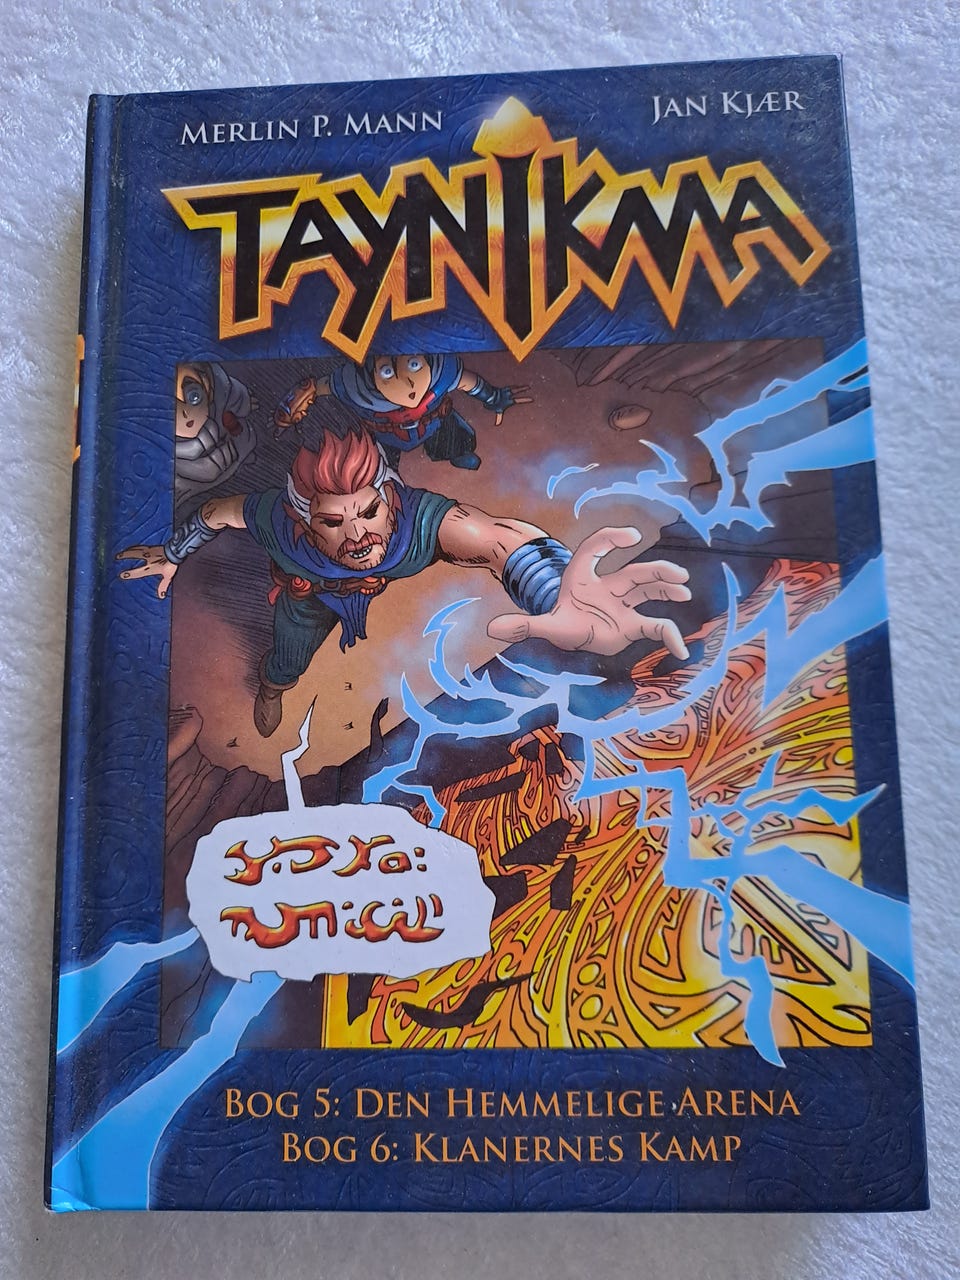 MERLIN P. MANN
JAN KJÆR
TAYNIKMA
BOG 5: DEN HEMMELIGE ARENA
BOG 6: KLANERNES KAMP